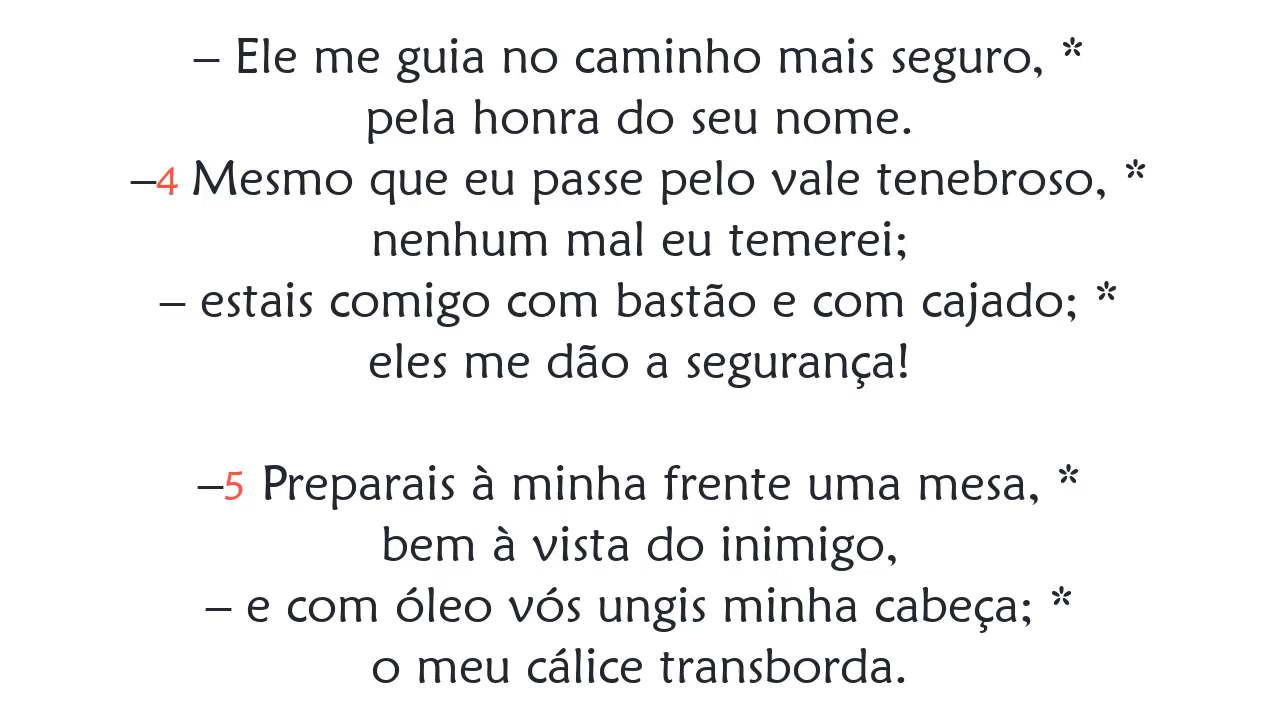 – Ele me guia no caminho mais seguro, *
pela honra do seu nome.
–4 Mesmo que eu passe pelo vale tenebroso, *
nenhum mal eu temerei;
– estais comigo com bastão e com cajado; *
eles me dão a segurança!
–5 Preparais à minha frente uma mesa, *
bem à vista do inimigo,
– e com óleo vós ungis minha cabeça; *
o meu cálice transborda.